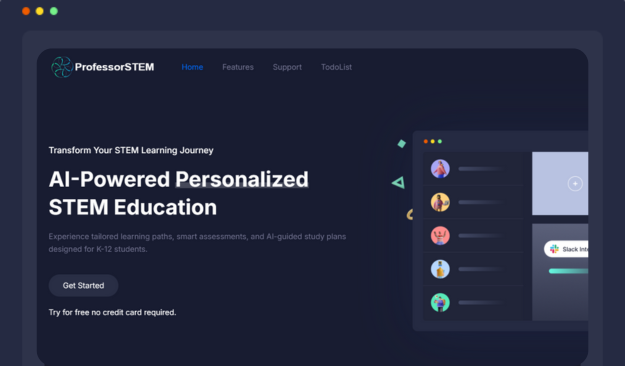 ProfessorSTEM
Home Features Support TodoList
Transform Your STEM Learning Journey
AI-Powered Personalized
STEM Education
Experience tailored learning paths, smart assessments, and AI-guided study plans
designed for K-12 students.
Get Started
Try for free no credit card required.
Slack Inte